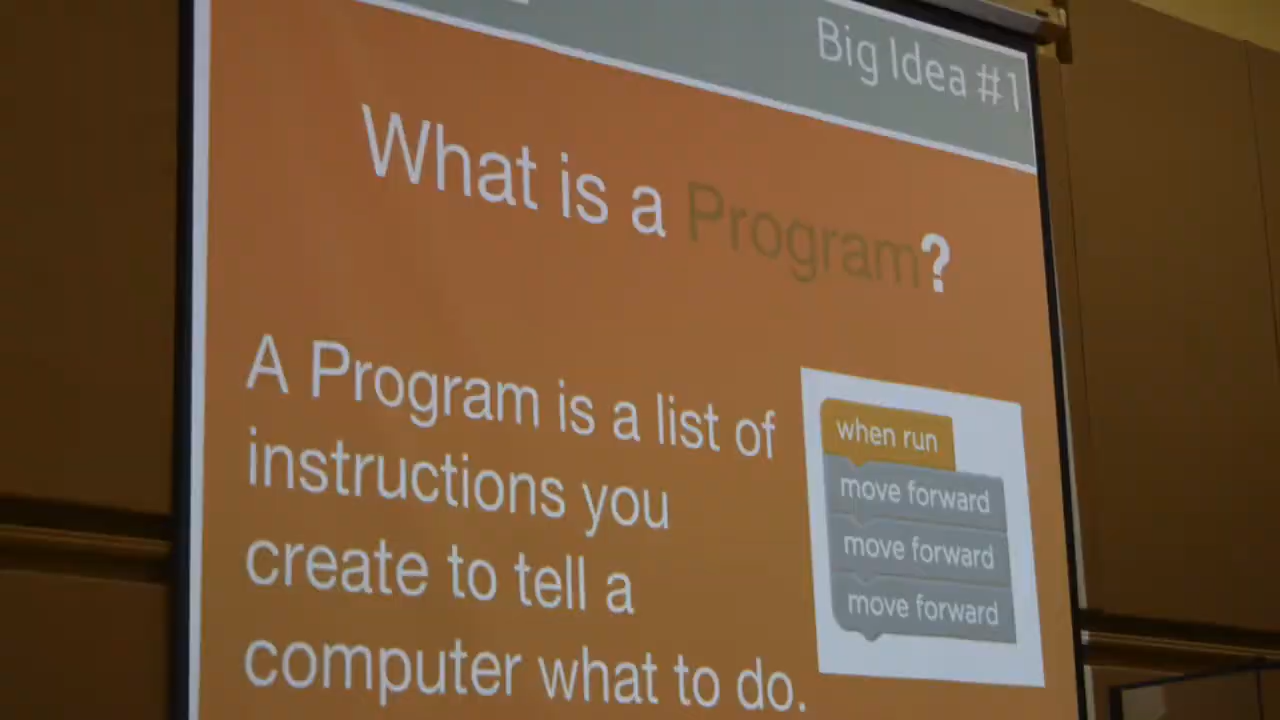 Big Idea #1
What is a Program?
A Program is a list of
instructions you
create to tell a
computer what to do.
when run
move forward
move forward
move forward